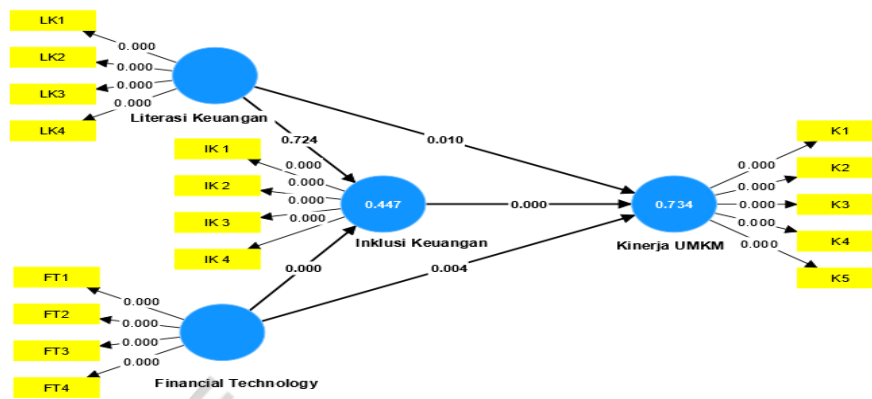 LK1
0.000
LK2
0.000
LK3
0.000
LK4
0.000
Literasi Keuangan
0.724
0.010
IK 1
0.000
IK 2
0.000
IK 3
0.000
IK 4
0.000
0.447
Inklusi Keuangan
0.000
0.000
0.004
0.734
Kinerja UMKM
K1
0.000
K2
0.000
K3
0.000
K4
0.000
K5
0.000
FT1
0.000
FT2
0.000
FT3
0.000
FT4
0.000
Financial Technology